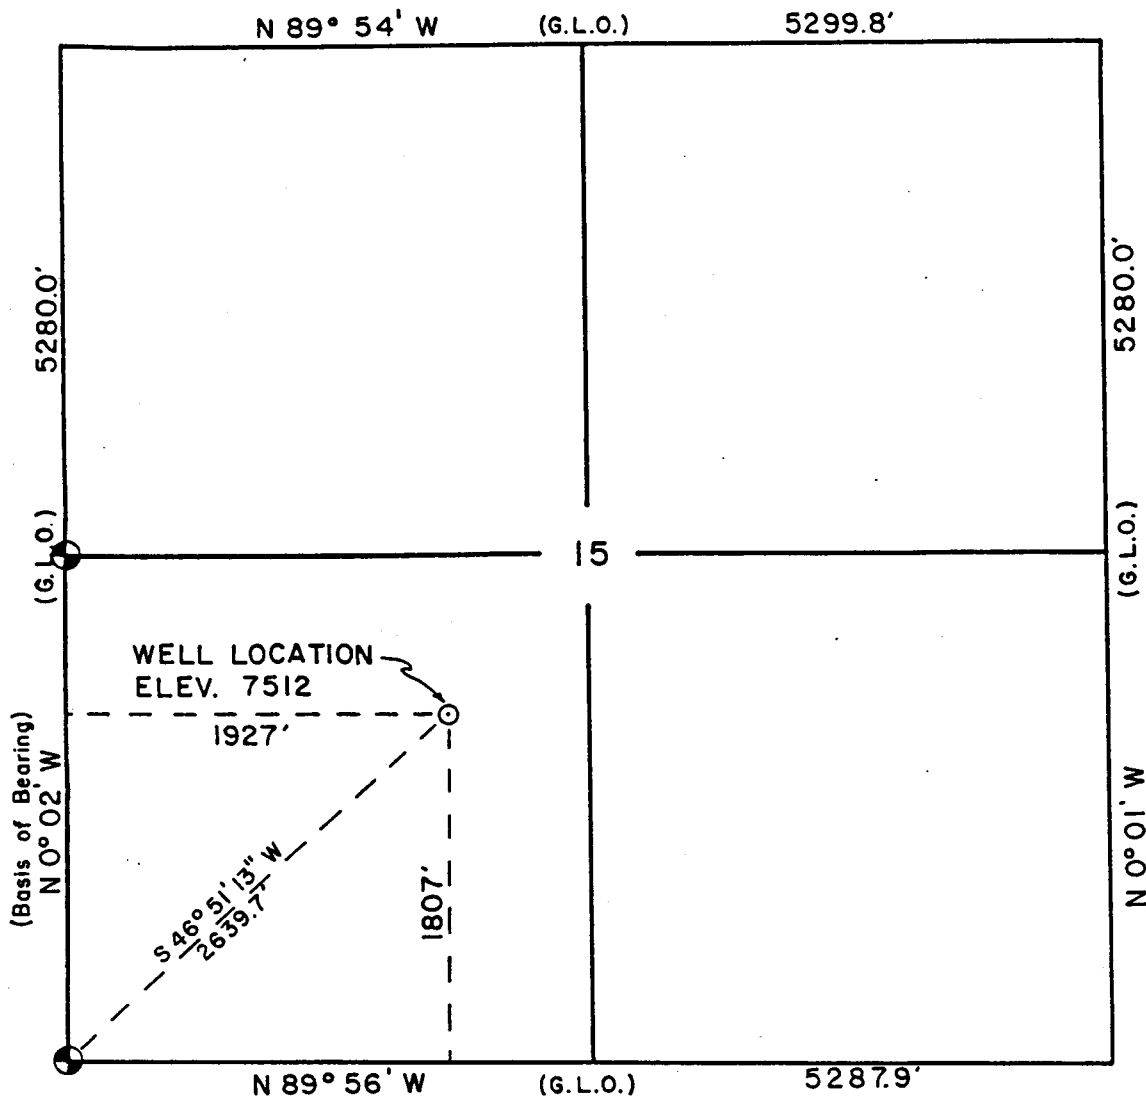 N 89° 54' W (G.L.O.) 5299.8'
5280.0'
(G.L.O.)
5280.0'
(G.L.O.)
15
WELL LOCATION
ELEV. 7512
1927'
(Basis of Bearing)
N 0° 02' W
S 46° 51' 13" W
2639.7'
1807'
N 0° 01' W
N 89° 56' W (G.L.O.) 5287.9'